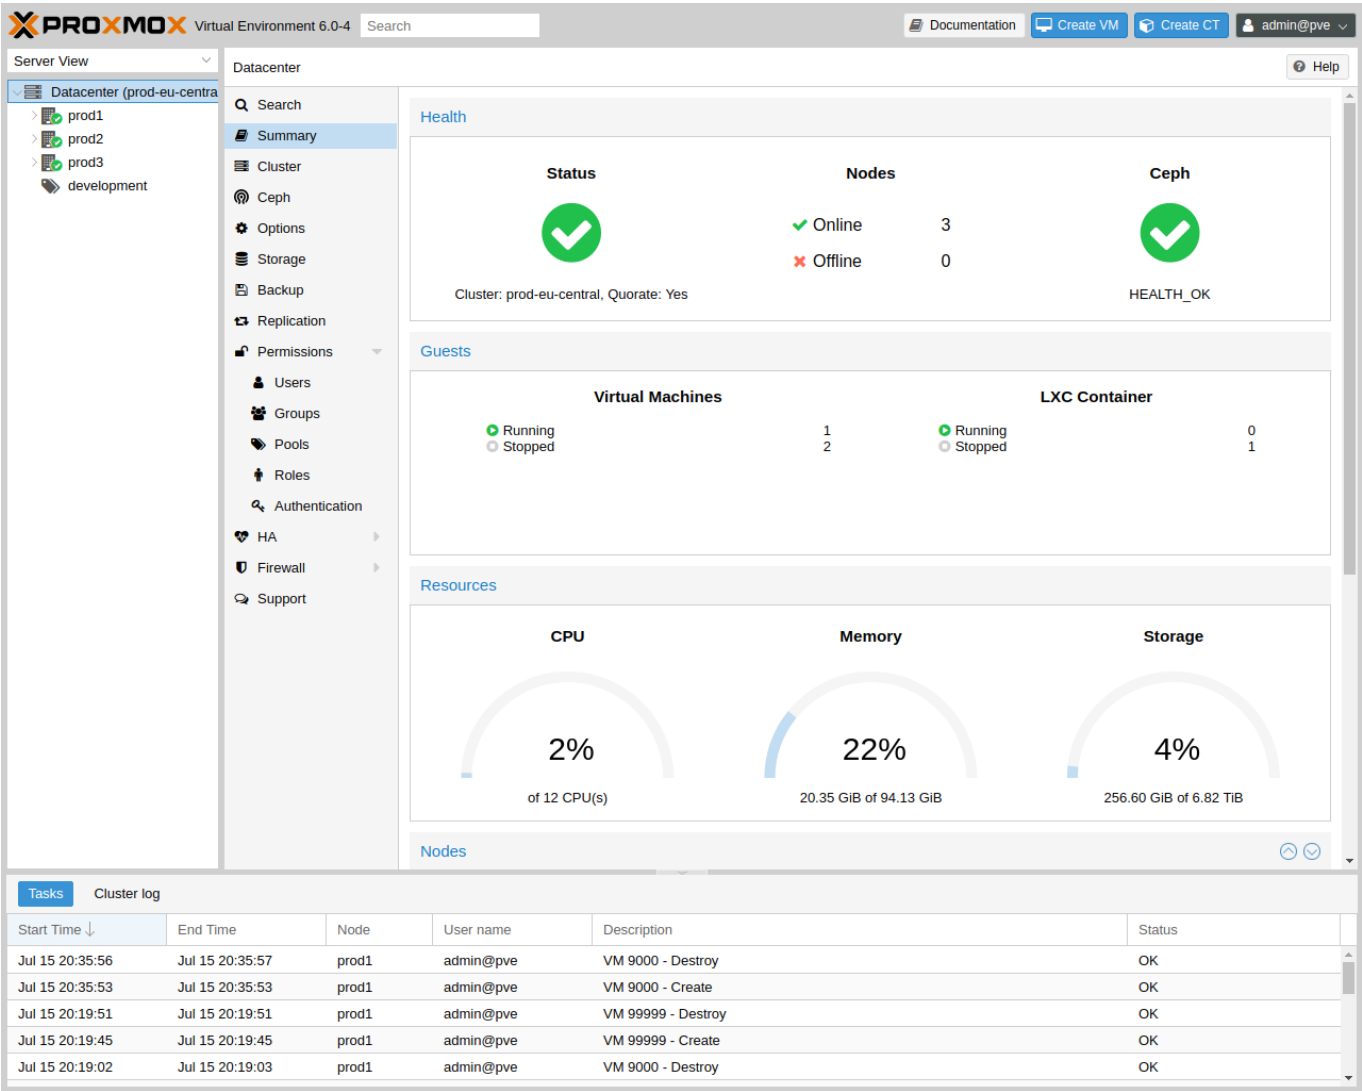 PROXMOX Virtual Environment 6.0-4 Search Documentation Create VM Create CT admin@pve
Server View
Datacenter (prod-eu-centra
prod1
prod2
prod3
development
Datacenter Help
Search
Summary
Cluster
Ceph
Options
Storage
Backup
Replication
Permissions
Users
Groups
Pools
Roles
Authentication
HA
Firewall
Support
Health
Status Nodes Ceph
Online 3
Offline 0
Cluster: prod-eu-central, Quorate: Yes HEALTH_OK
Guests
Virtual Machines LXC Container
Running 1 Running 0
Stopped 2 Stopped 1
Resources
CPU Memory Storage
2% 22% 4%
of 12 CPU(s) 20.35 GiB of 94.13 GiB 256.60 GiB of 6.82 TiB
Nodes
Tasks Cluster log
Start Time End Time Node User name Description Status
Jul 15 20:35:56 Jul 15 20:35:57 prod1 admin@pve VM 9000 - Destroy OK
Jul 15 20:35:53 Jul 15 20:35:53 prod1 admin@pve VM 9000 - Create OK
Jul 15 20:19:51 Jul 15 20:19:51 prod1 admin@pve VM 99999 - Destroy OK
Jul 15 20:19:45 Jul 15 20:19:45 prod1 admin@pve VM 99999 - Create OK
Jul 15 20:19:02 Jul 15 20:19:03 prod1 admin@pve VM 9000 - Destroy OK